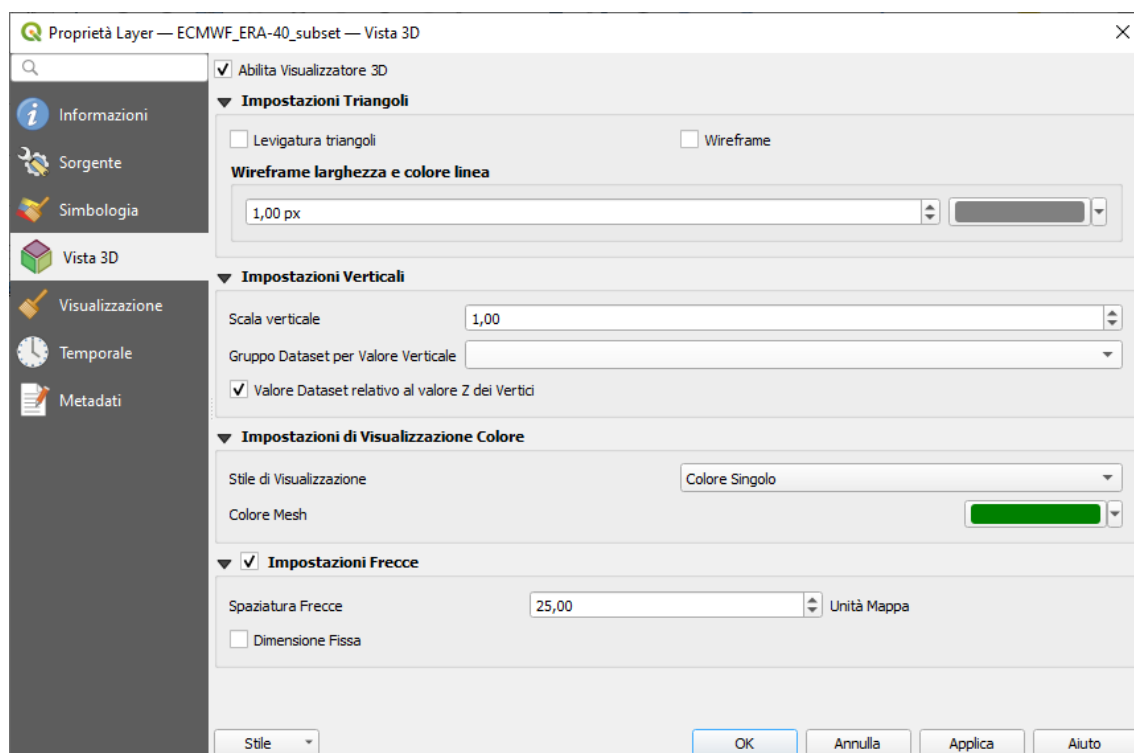 Proprietà Layer — ECMWF_ERA-40_subset — Vista 3D
Informazioni
Sorgente
Simbologia
Vista 3D
Visualizzazione
Temporale
Metadati
Abilita Visualizzatore 3D
Impostazioni Triangoli
Levigatura triangoli Wireframe
Wireframe larghezza e colore linea
1,00 px
Impostazioni Verticali
Scala verticale 1,00
Gruppo Dataset per Valore Verticale
Valore Dataset relativo al valore Z dei Vertici
Impostazioni di Visualizzazione Colore
Stile di Visualizzazione Colore Singolo
Colore Mesh
Impostazioni Frecce
Spaziatura Frecce 25,00 Unità Mappa
Dimensione Fissa
Stile OK Annulla Applica Aiuto